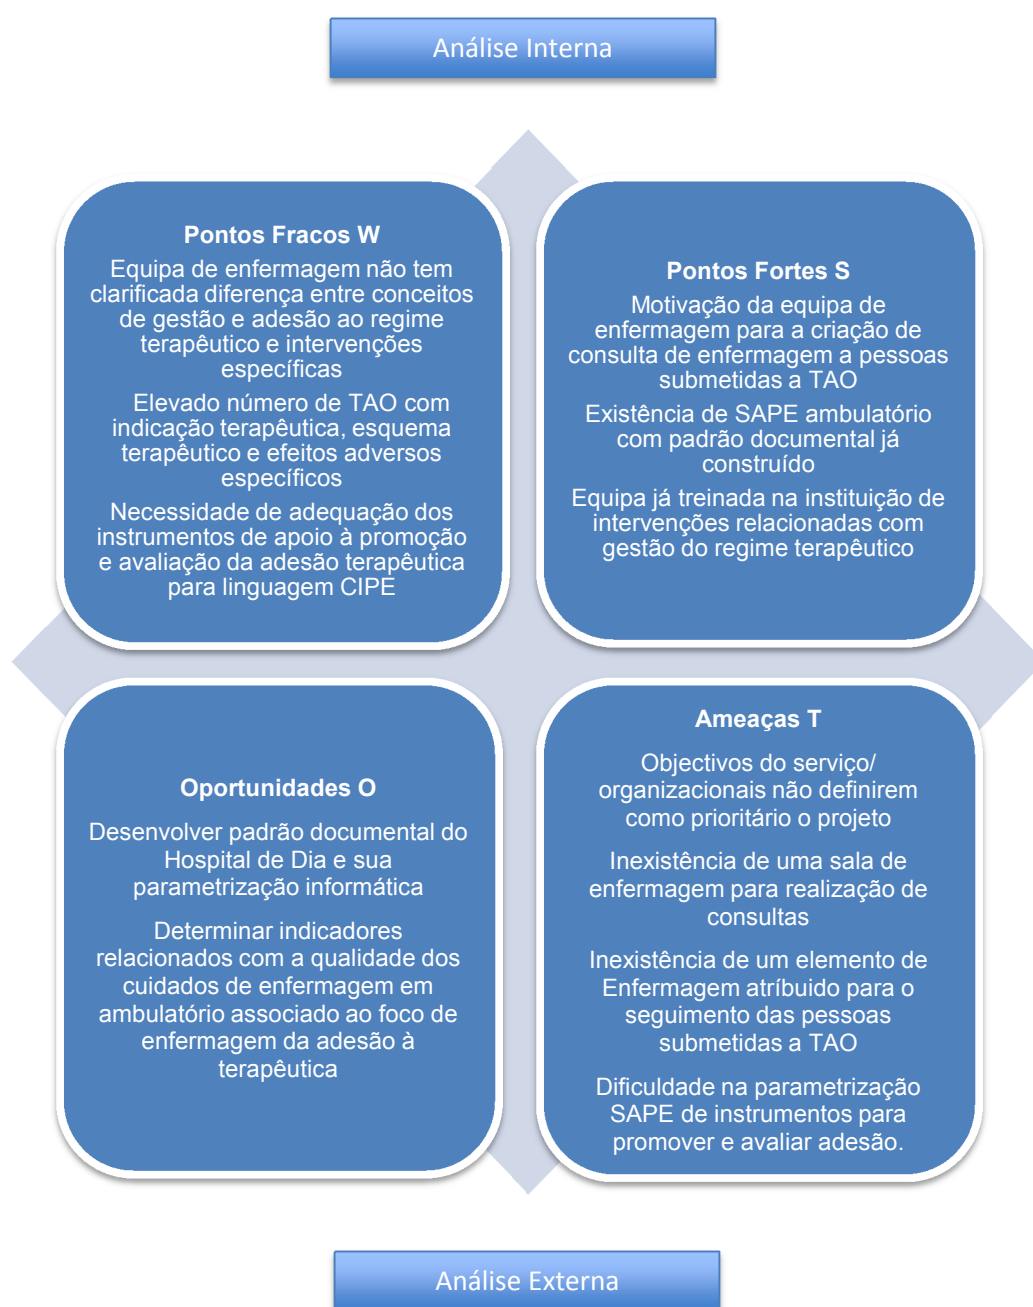 Análise Interna
Pontos Fracos W
Equipa de enfermagem não tem
clarificada diferença entre conceitos
de gestão e adesão ao regime
terapêutico e intervenções
específicas
Elevado número de TAO com
indicação terapêutica, esquema
terapêutico e efeitos adversos
específicos
Necessidade de adequação dos
instrumentos de apoio à promoção
e avaliação da adesão terapêutica
para linguagem CIPE
Pontos Fortes S
Motivação da equipa de
enfermagem para a criação de
consulta de enfermagem a pessoas
submetidas a TAO
Existência de SAPE ambulatório
com padrão documental já
construído
Equipa já treinada na instituição de
intervenções relacionadas com
gestão do regime terapêutico
Oportunidades O
Desenvolver padrão documental do
Hospital de Dia e sua
parametrização informática
Determinar indicadores
relacionados com a qualidade dos
cuidados de enfermagem em
ambulatório associado ao foco de
enfermagem da adesão à
terapêutica
Ameaças T
Objectivos do serviço/
organizacionais não definirem
como prioritário o projeto
Inexistência de uma sala de
enfermagem para realização de
consultas
Inexistência de um elemento de
Enfermagem atríbuido para o
seguimento das pessoas
submetidas a TAO
Dificuldade na parametrização
SAPE de instrumentos para
promover e avaliar adesão.
Análise Externa